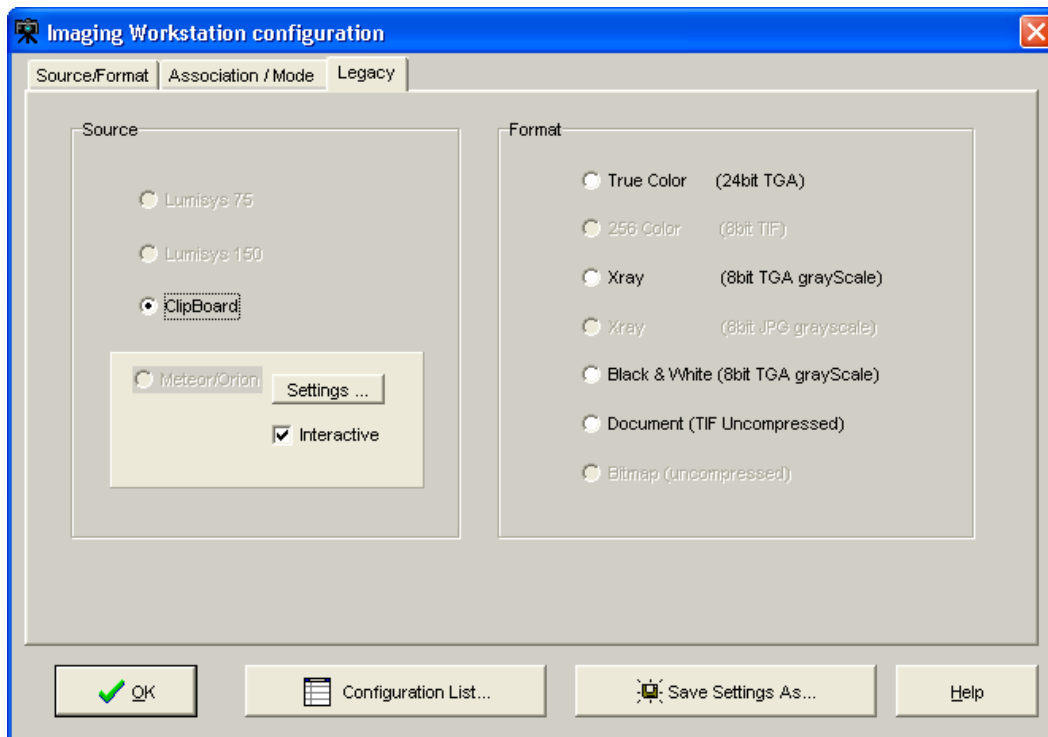 Imaging Workstation configuration
Source/Format
Association / Mode
Legacy
Source
Lumisys 75
Lumisys 150
ClipBoard
Meteor/Orion
Settings ...
Interactive
Format
True Color (24bit TGA)
256 Color (8bit TIF)
Xray (8bit TGA grayScale)
Xray (8bit JPG grayscale)
Black & White (8bit TGA grayScale)
Document (TIF Uncompressed)
Bitmap (uncompressed)
OK
Configuration List...
Save Settings As...
Help